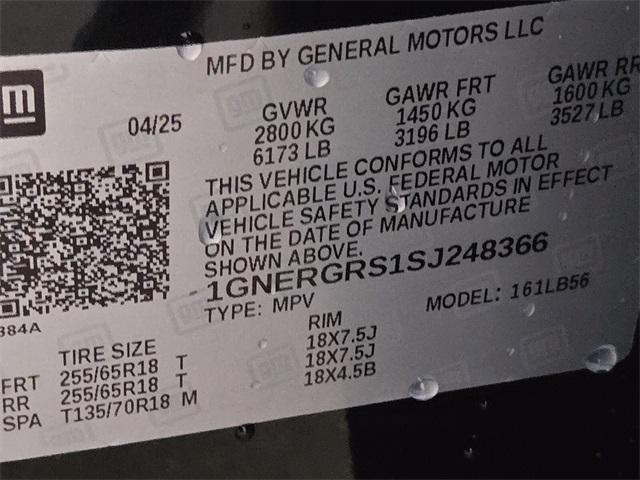 MFD BY GENERAL MOTORS LLC
gm
04/25
GVWR
2800 KG
6173 LB
GAWR FRT
1450 KG
3196 LB
GAWR RR
1600 KG
3527 LB
THIS VEHICLE CONFORMS TO ALL
APPLICABLE U.S. FEDERAL MOTOR
VEHICLE SAFETY STANDARDS IN EFFECT
ON THE DATE OF MANUFACTURE
SHOWN ABOVE.
1GNERGRS1SJ248366
TYPE: MPV
MODEL: 161LB56
384A
TIRE SIZE
RIM
FRT 255/65R18 T 18X7.5J
RR 255/65R18 T 18X7.5J
SPA T135/70R18 M 18X4.5B